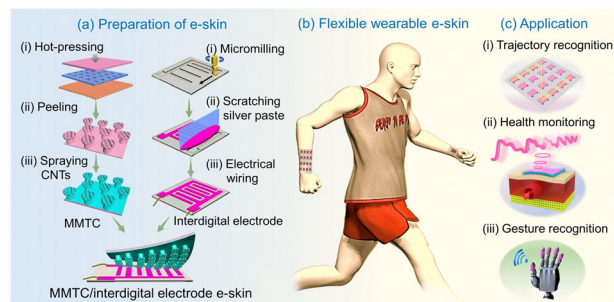 (a) Preparation of e-skin
(i) Hot-pressing
(ii) Peeling
(iii) Spraying
CNTs
MMTC
(i) Micromilling
(ii) Scratching
silver paste
(iii) Electrical
wiring
Interdigital electrode
MMTC/interdigital electrode e-skin
(b) Flexible wearable e-skin
(c) Application
(i) Trajectory recognition
(ii) Health monitoring
(iii) Gesture recognition